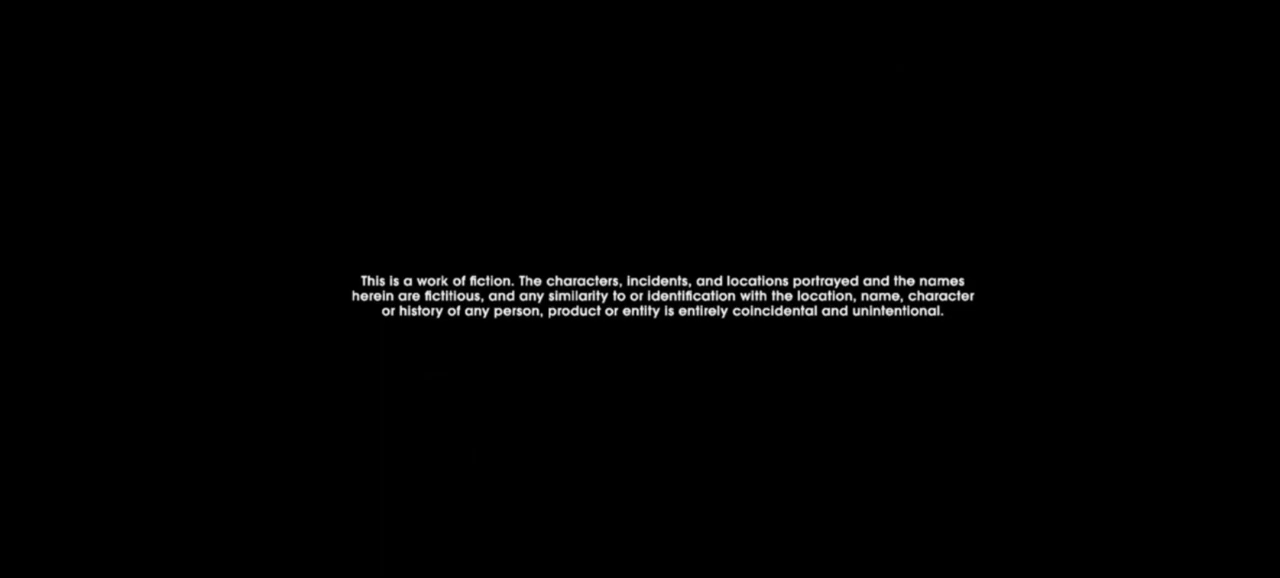 This is a work of fiction. The characters, incidents, and locations portrayed and the names
herein are fictitious, and any similarity to or identification with the location, name, character
or history of any person, product or entity is entirely coincidental and unintentional.